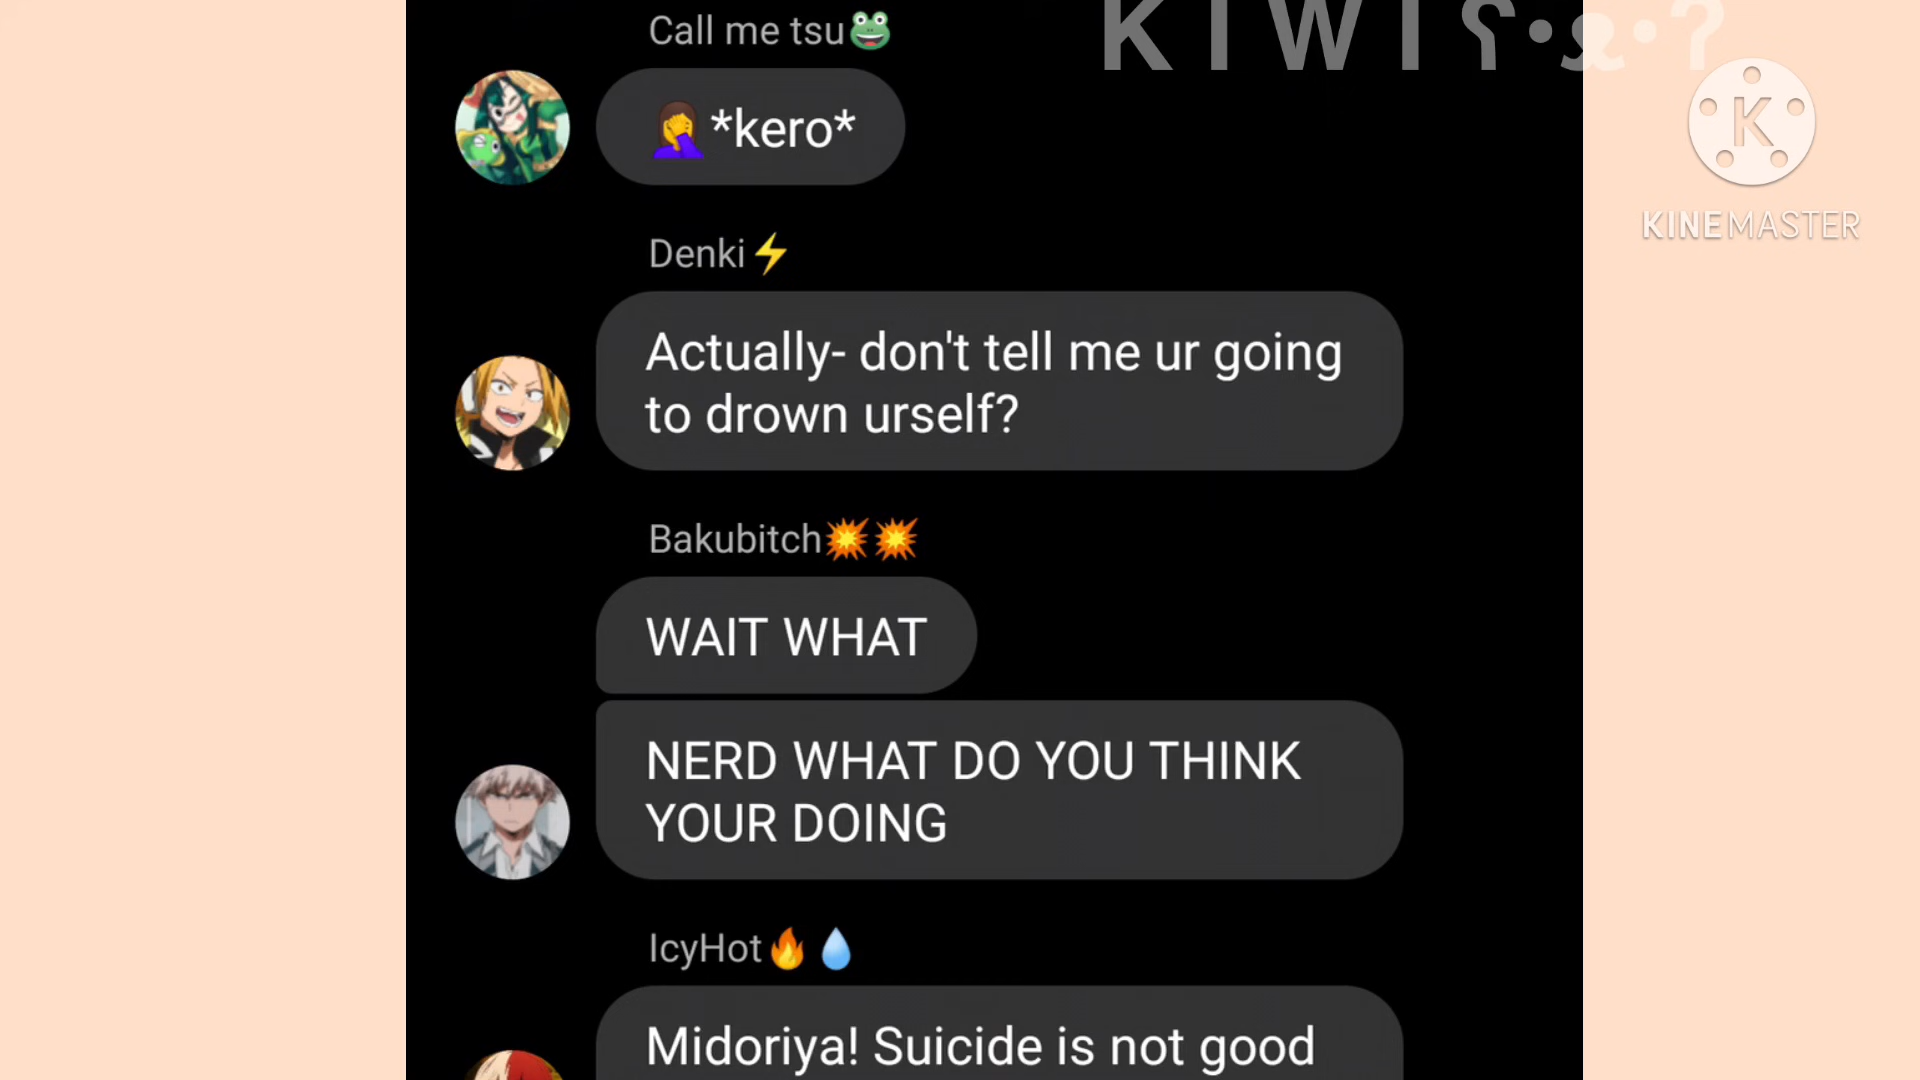 Call me tsu🐸
K I W I ʕ•ᴥ•ʔ
🤦‍♀️*kero*
K
KINEMASTER
Denki⚡
Actually- don't tell me ur going
to drown urself?
Bakubitch💥💥
WAIT WHAT
NERD WHAT DO YOU THINK
YOUR DOING
IcyHot🔥💧
Midoriya! Suicide is not good